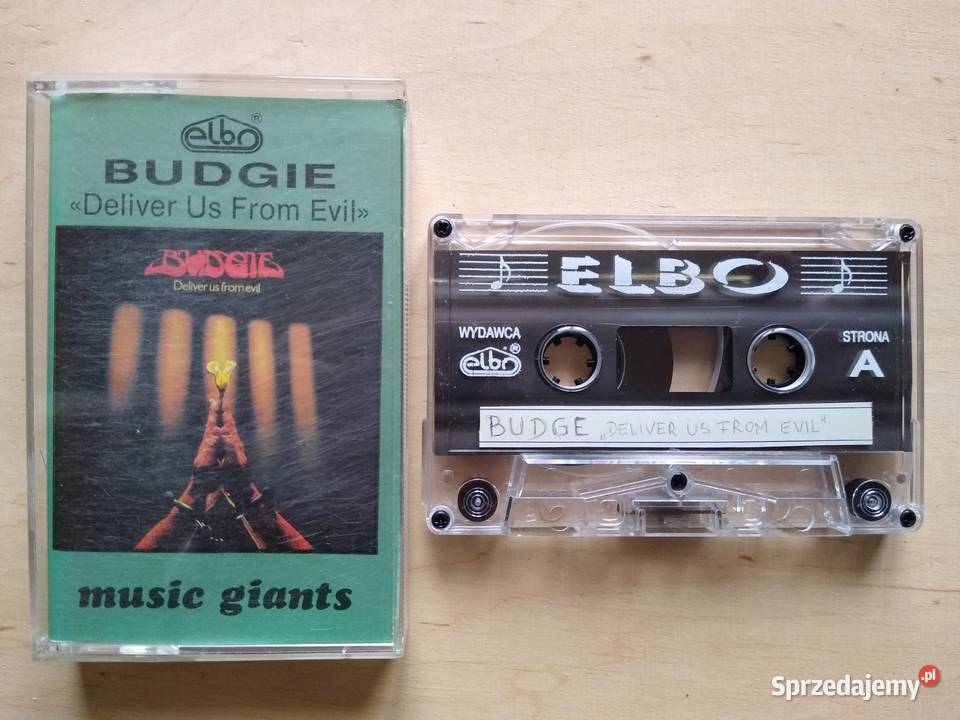 elbo®
BUDGIE
«Deliver Us From Evil»
BUDGIE
Deliver us from evil
music giants
ELBO
WYDAWCA
elbo®
STRONA
A
BUDGE „DELIVER US FROM EVIL"
Sprzedajemy.pl